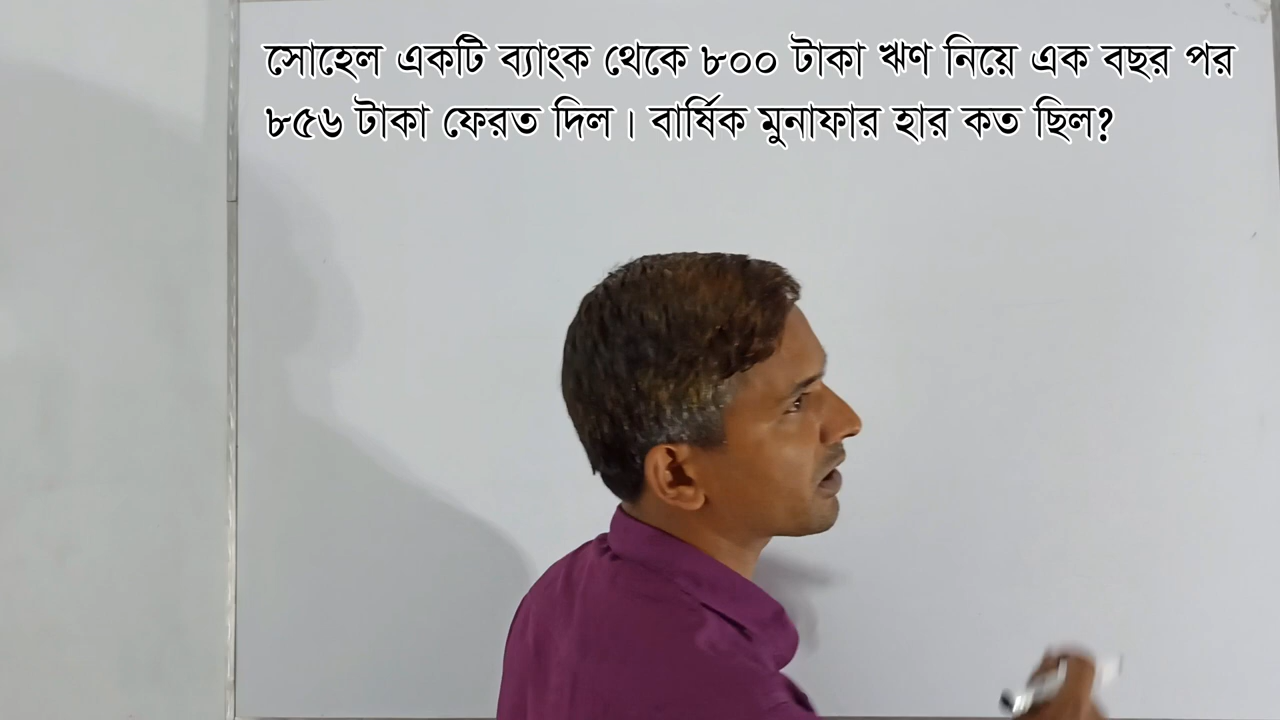 সোহেল একটি ব্যাংক থেকে ৮০০ টাকা ঋণ নিয়ে এক বছর পর
৮৫৬ টাকা ফেরত দিল। বার্ষিক মুনাফার হার কত ছিল?